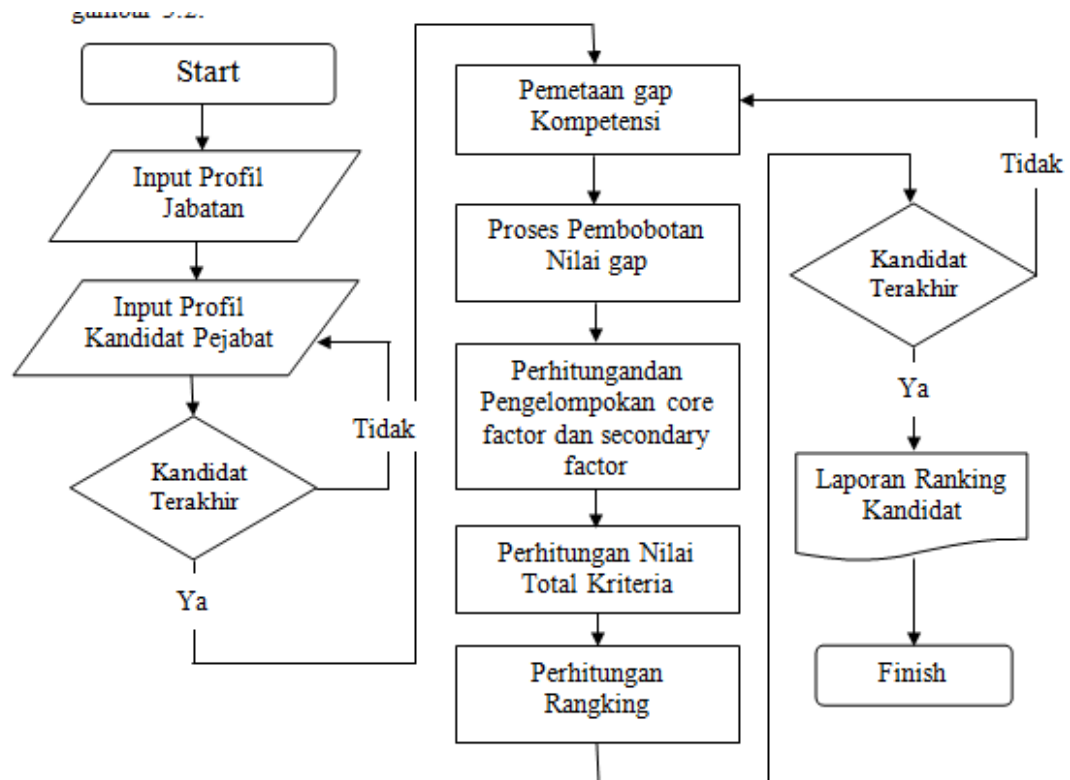 Start
Input Profil
Jabatan
Input Profil
Kandidat Pejabat
Tidak
Kandidat
Terakhir
Ya
Pemetaan gap
Kompetensi
Proses Pembobotan
Nilai gap
Perhitungandan
Pengelompokan core
factor dan secondary
factor
Perhitungan Nilai
Total Kriteria
Perhitungan
Rangking
Tidak
Kandidat
Terakhir
Ya
Laporan Ranking
Kandidat
Finish